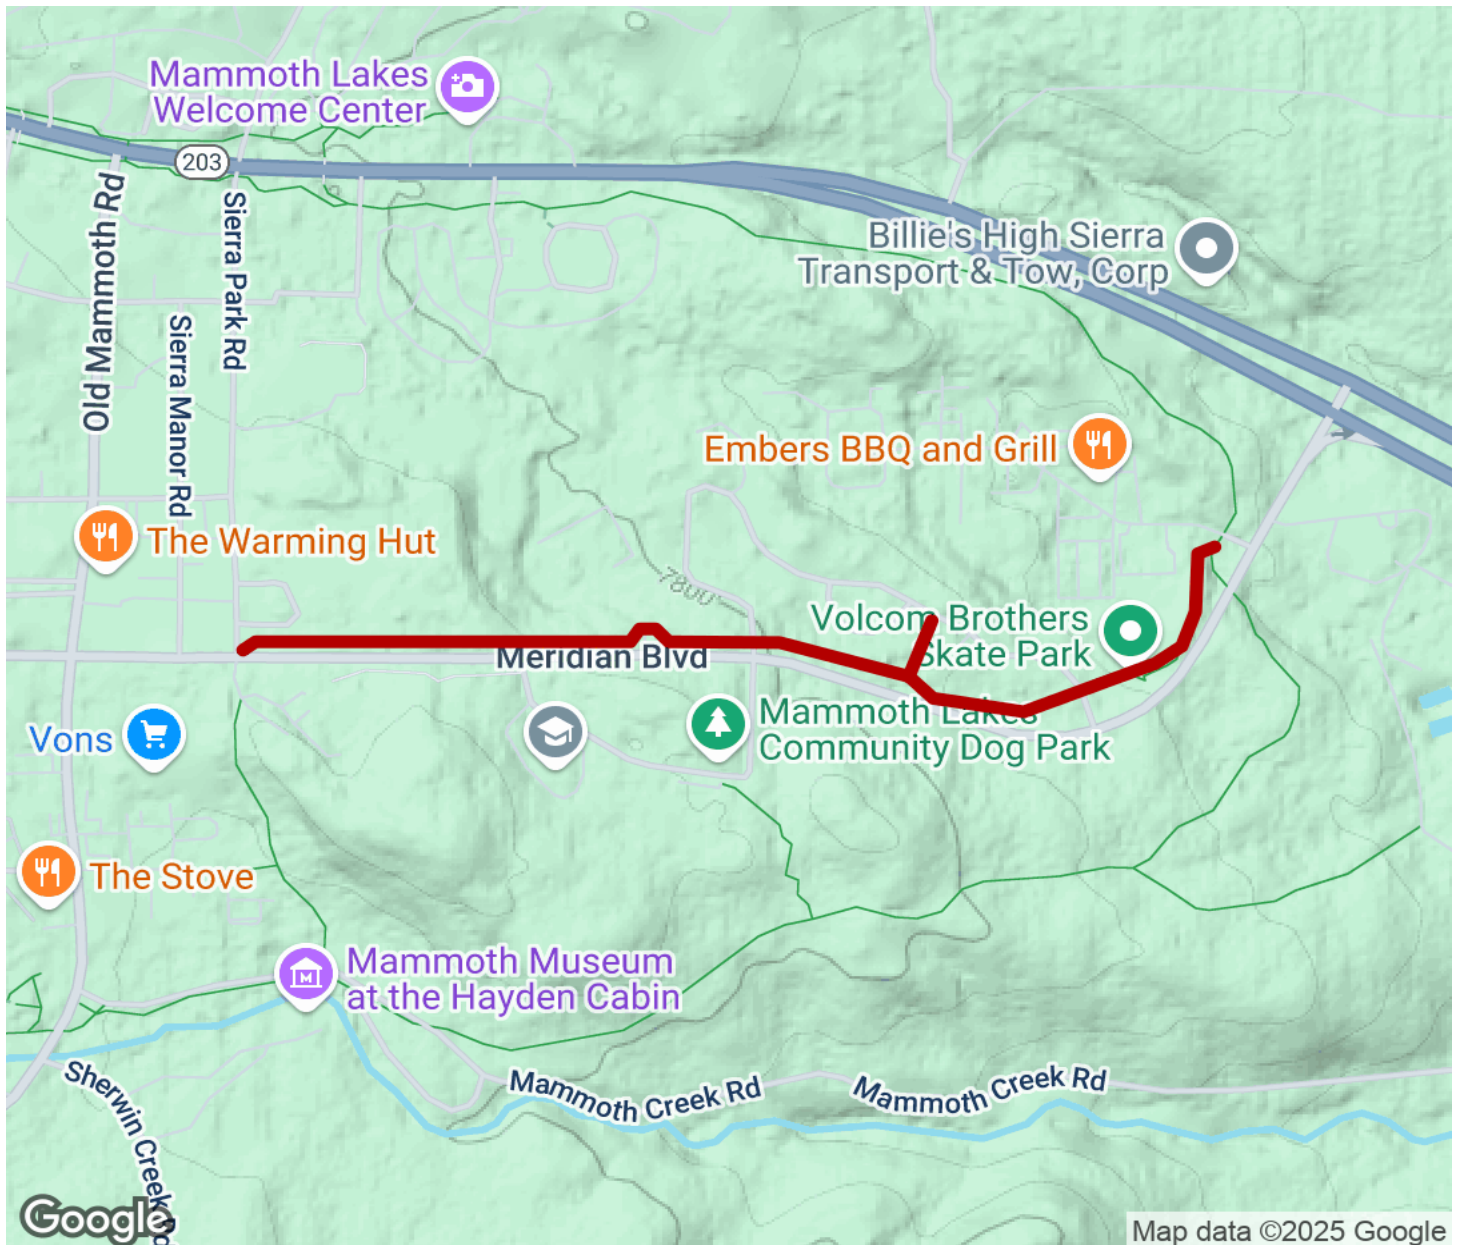 Mammoth Lakes
Welcome Center
203
Old Mammoth Rd
Sierra Park Rd
Sierra Manor Rd
Billie's High Sierra
Transport & Tow, Corp
Embers BBQ and Grill
The Warming Hut
7800'
Volcom Brothers
Skate Park
Meridian Blvd
Vons
Mammoth Lakes
Community Dog Park
The Stove
Mammoth Museum
at the Hayden Cabin
M
Sherwin Creek Rd
Mammoth Creek Rd
Mammoth Creek Rd
Google
Map data ©2025 Google